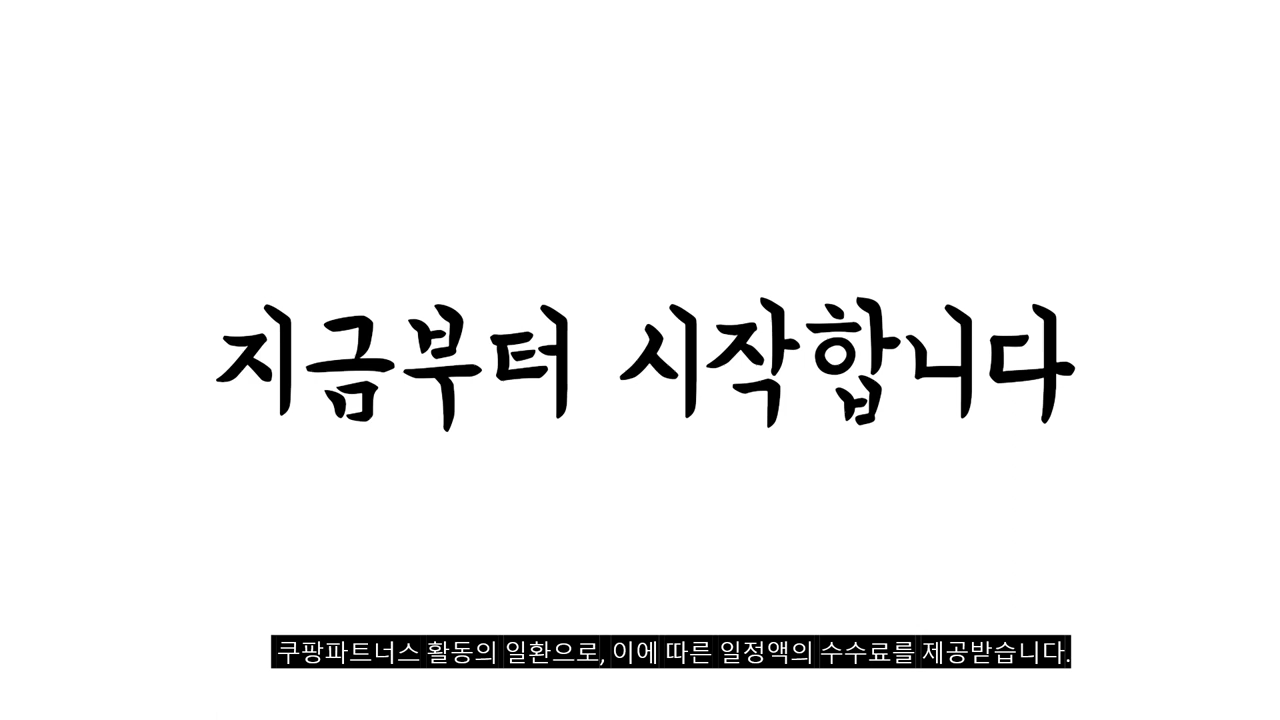 지금부터 시작합니다
쿠팡파트너스 활동의 일환으로, 이에 따른 일정액의 수수료를 제공받습니다.